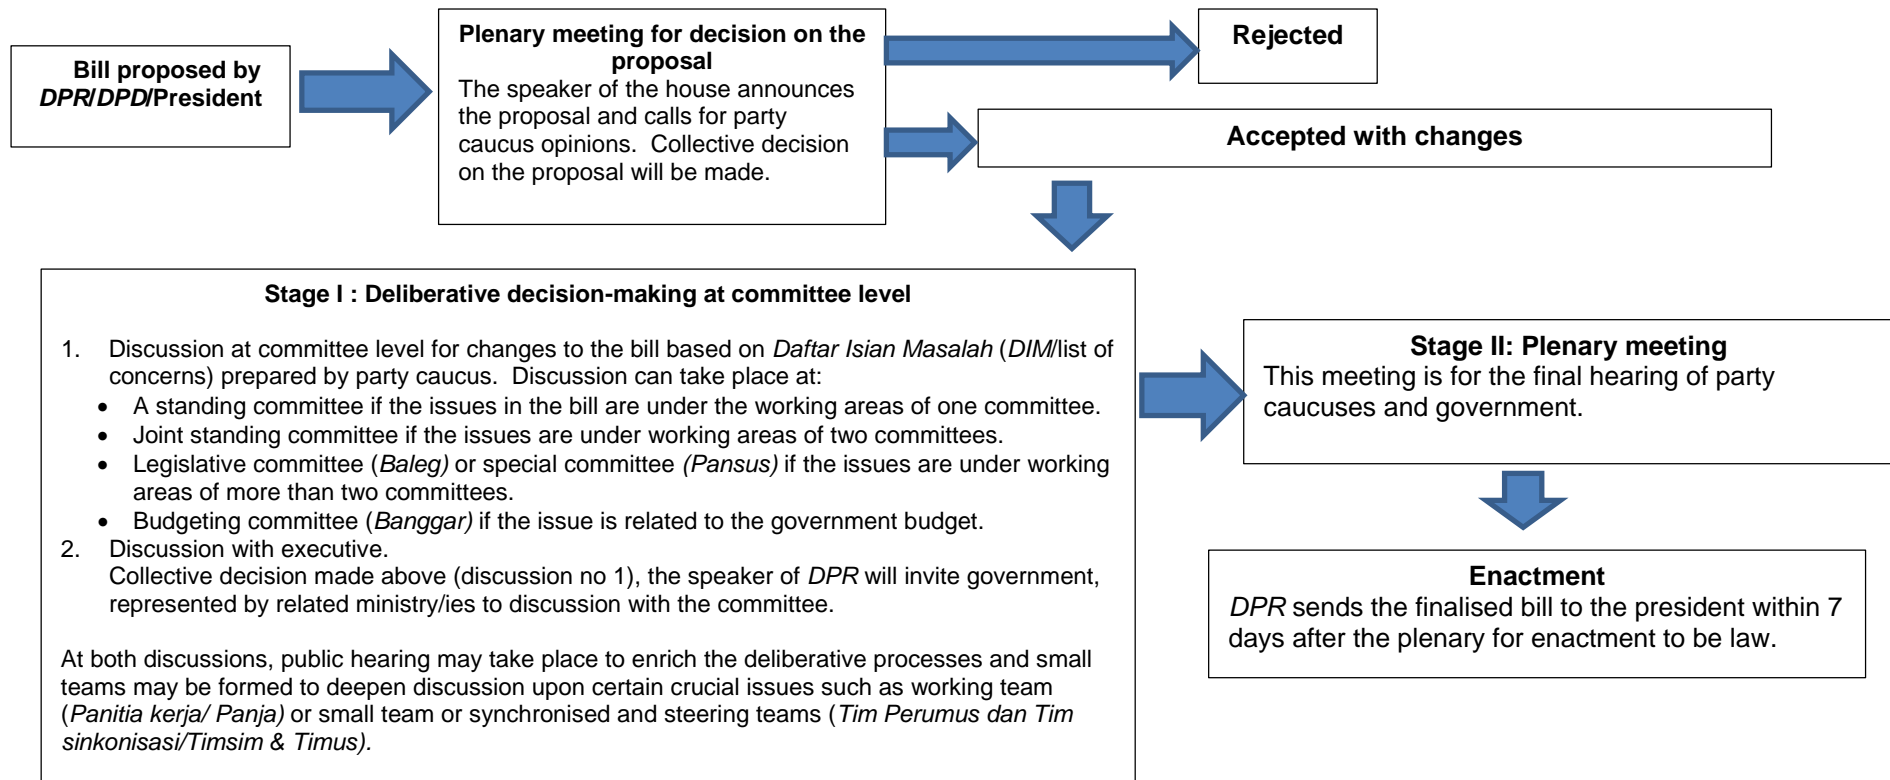 Bill proposed by
DPR/DPD/President
Plenary meeting for decision on the
proposal
The speaker of the house announces
the proposal and calls for party
caucus opinions.  Collective decision
on the proposal will be made.
Rejected
Accepted with changes
Stage I : Deliberative decision-making at committee level
1. Discussion at committee level for changes to the bill based on Daftar Isian Masalah (DIM/list of
concerns) prepared by party caucus.  Discussion can take place at:
• A standing committee if the issues in the bill are under the working areas of one committee.
• Joint standing committee if the issues are under working areas of two committees.
• Legislative committee (Baleg) or special committee (Pansus) if the issues are under working
areas of more than two committees.
• Budgeting committee (Banggar) if the issue is related to the government budget.
2. Discussion with executive.
Collective decision made above (discussion no 1), the speaker of DPR will invite government,
represented by related ministry/ies to discussion with the committee.
At both discussions, public hearing may take place to enrich the deliberative processes and small
teams may be formed to deepen discussion upon certain crucial issues such as working team
(Panitia kerja/ Panja) or small team or synchronised and steering teams (Tim Perumus dan Tim
sinkonisasi/Timsim & Timus).
Stage II: Plenary meeting
This meeting is for the final hearing of party
caucuses and government.
Enactment
DPR sends the finalised bill to the president within 7
days after the plenary for enactment to be law.